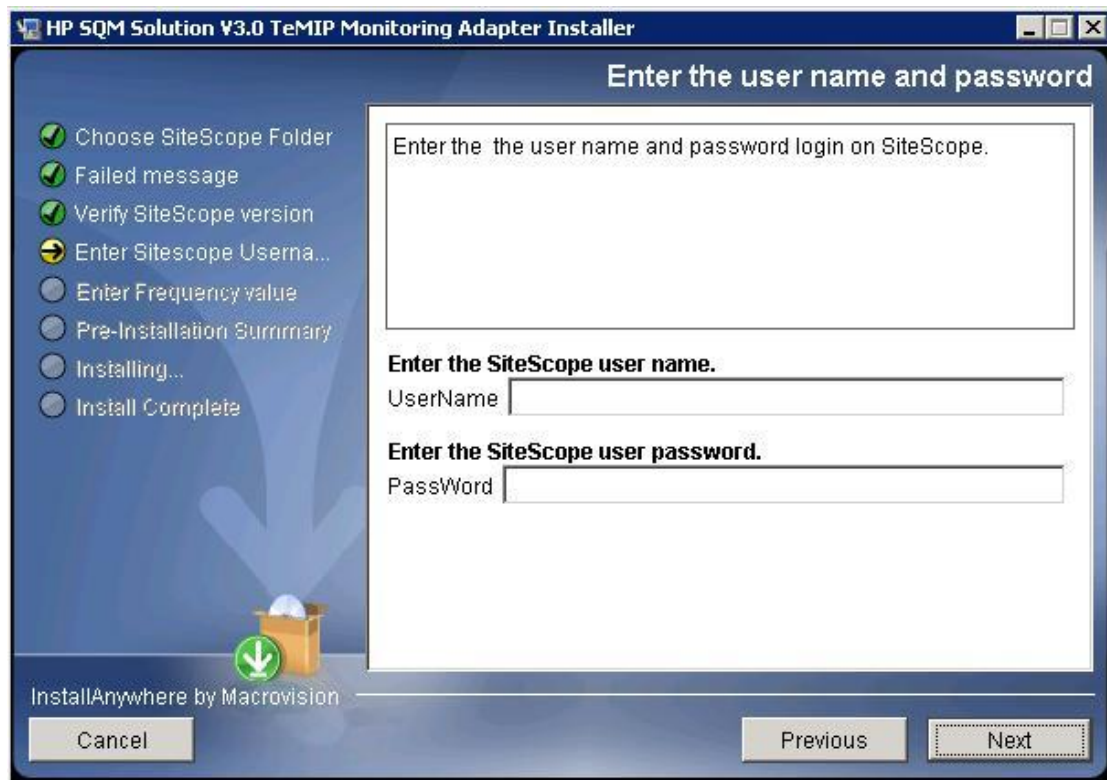 HP SQM Solution V3.0 TeMIP Monitoring Adapter Installer
Enter the user name and password
Choose SiteScope Folder
Failed message
Verify SiteScope version
Enter Sitescope Userna...
Enter Frequency value
Pre-Installation Summary
Installing...
Install Complete
Enter the  the user name and password login on SiteScope.
Enter the SiteScope user name.
UserName
Enter the SiteScope user password.
PassWord
InstallAnywhere by Macrovision
Cancel
Previous
Next